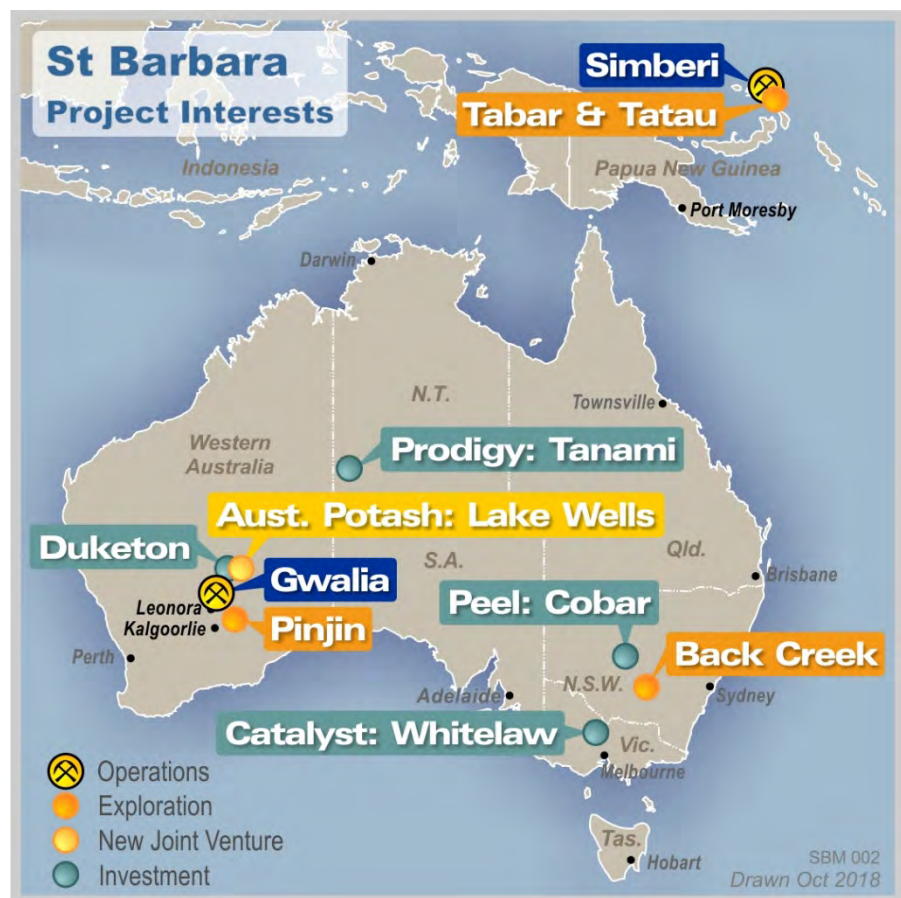 St Barbara
Project Interests
Simberi
Tabar & Tatau
Indonesia
Papua New Guinea
Port Moresby
Darwin
N.T.
Townsville
Western
Australia
Prodigy: Tanami
Aust. Potash: Lake Wells
Duketon
S.A.
Qld.
Gwalia
Brisbane
Peel: Cobar
Leonora
Kalgoorlie
Pinjin
Perth
Back Creek
N.S.W.
Adelaide
Sydney
Catalyst: Whitelaw
Vic.
Melbourne
Operations
Exploration
New Joint Venture
Investment
Tas.
Hobart
SBM 002
Drawn Oct 2018